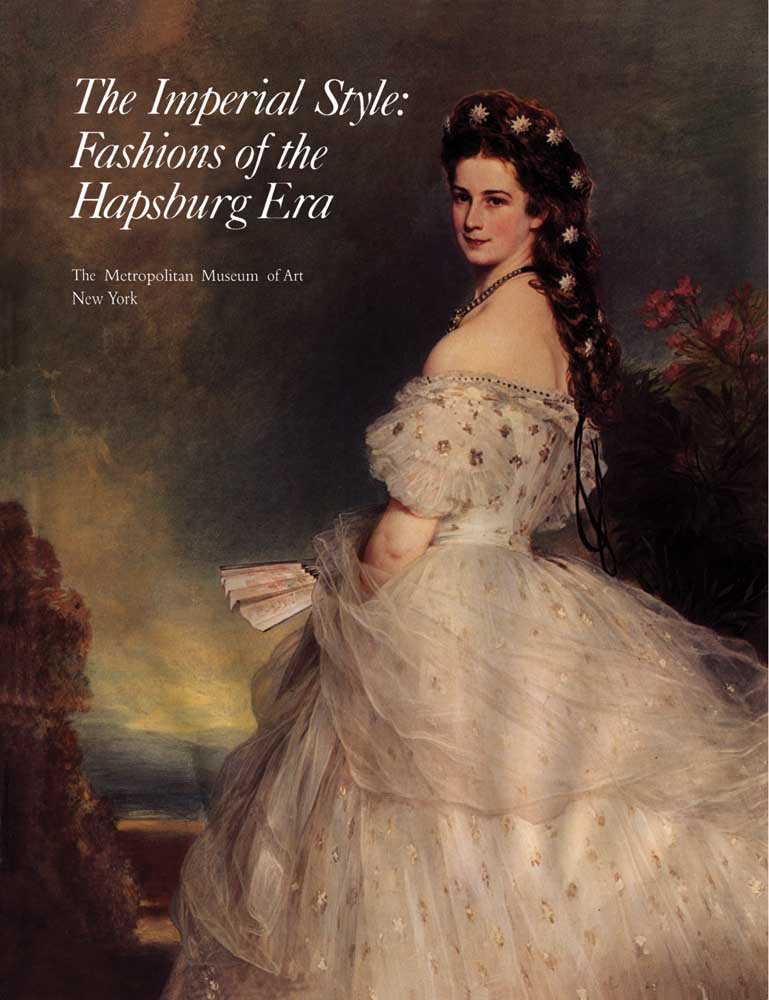 The Imperial Style:
Fashions of the
Hapsburg Era
The Metropolitan Museum of Art
New York